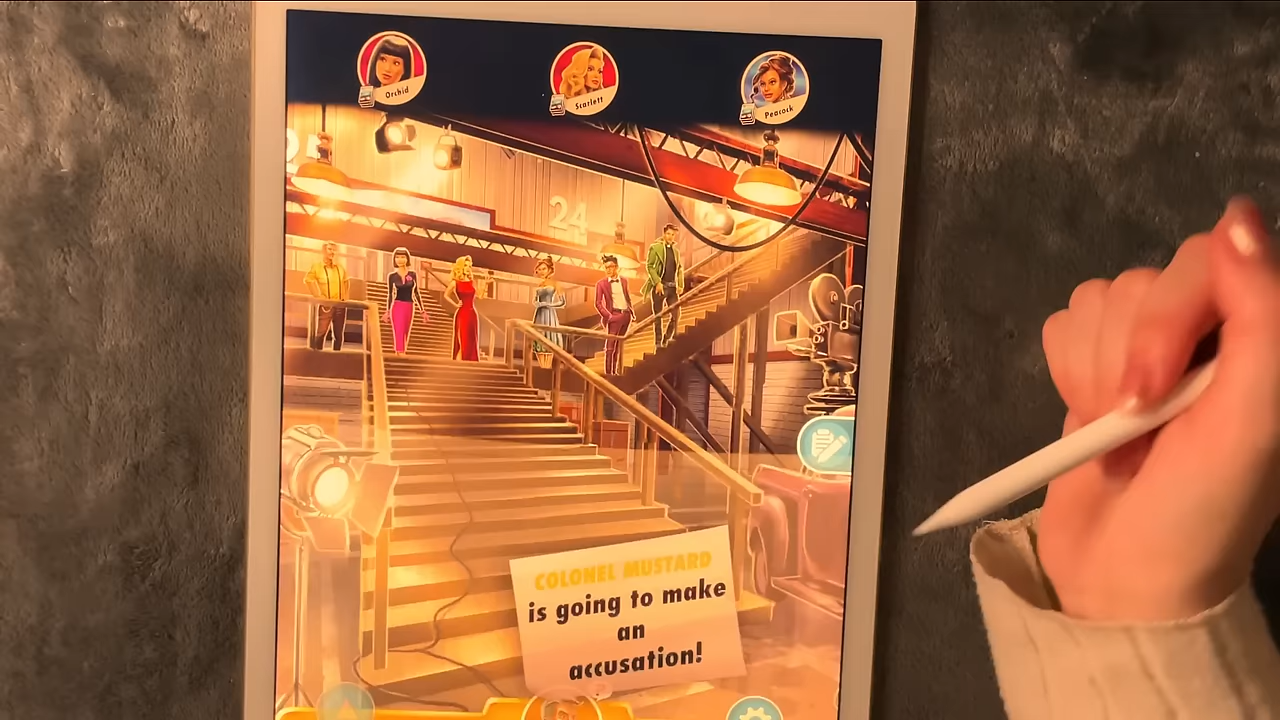 Orchid
Scarlett
Peacock
24
COLONEL MUSTARD
is going to make
an
accusation!